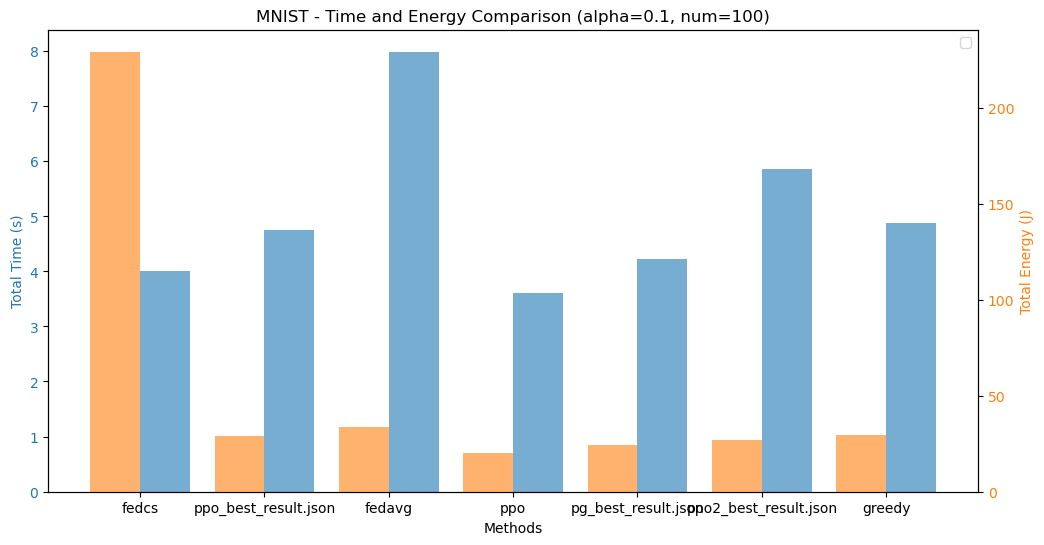 MNIST - Time and Energy Comparison (alpha=0.1, num=100)
8
7
6
5
4
3
2
1
0
Total Time (s)
200
150
100
50
0
Total Energy (J)
fedcs
ppo_best_result.json
fedavg
ppo
pg_best_result.json
ppo2_best_result.json
greedy
Methods